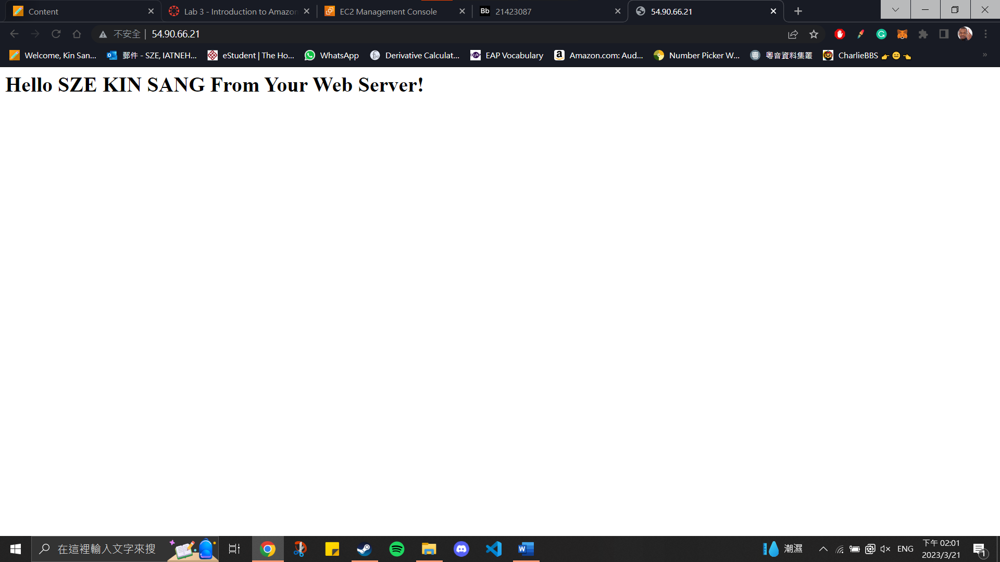 Content
Lab 3 - Introduction to Amazon
EC2 Management Console
Bb 21423087
54.90.66.21
不安全 | 54.90.66.21
Welcome, Kin San...
郵件 - SZE, IATNEH...
eStudent | The Ho...
WhatsApp
Derivative Calculat...
EAP Vocabulary
Amazon.com: Aud...
Number Picker W...
粵音資料集叢
CharlieBBS 👉😑👈
»
Hello SZE KIN SANG From Your Web Server!
在這裡輸入文字來搜
潮濕
ENG
下午 02:01
2023/3/21
1